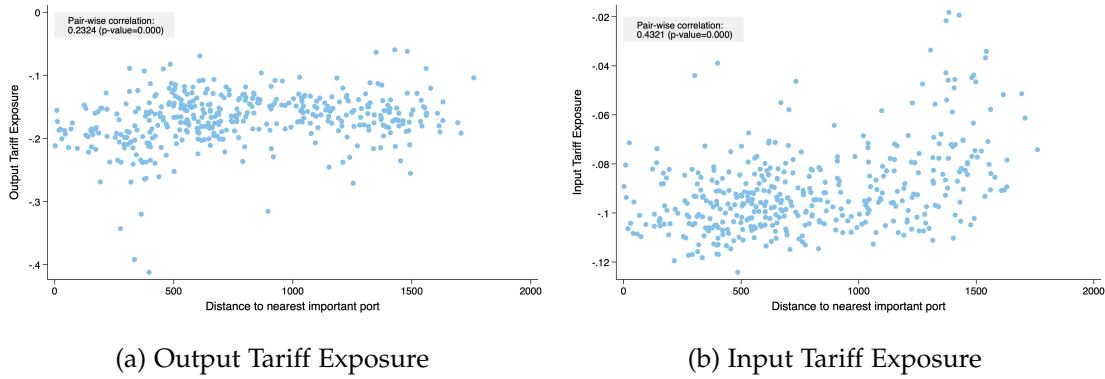 Pair-wise correlation:
0.2324 (p-value=0.000)
0
-.1
-.2
-.3
-.4
Output Tariff Exposure
0 500 1000 1500 2000
Distance to nearest important port
(a) Output Tariff Exposure
Pair-wise correlation:
0.4321 (p-value=0.000)
-.02
-.04
-.06
-.08
-.1
-.12
Input Tariff Exposure
0 500 1000 1500 2000
Distance to nearest important port
(b) Input Tariff Exposure